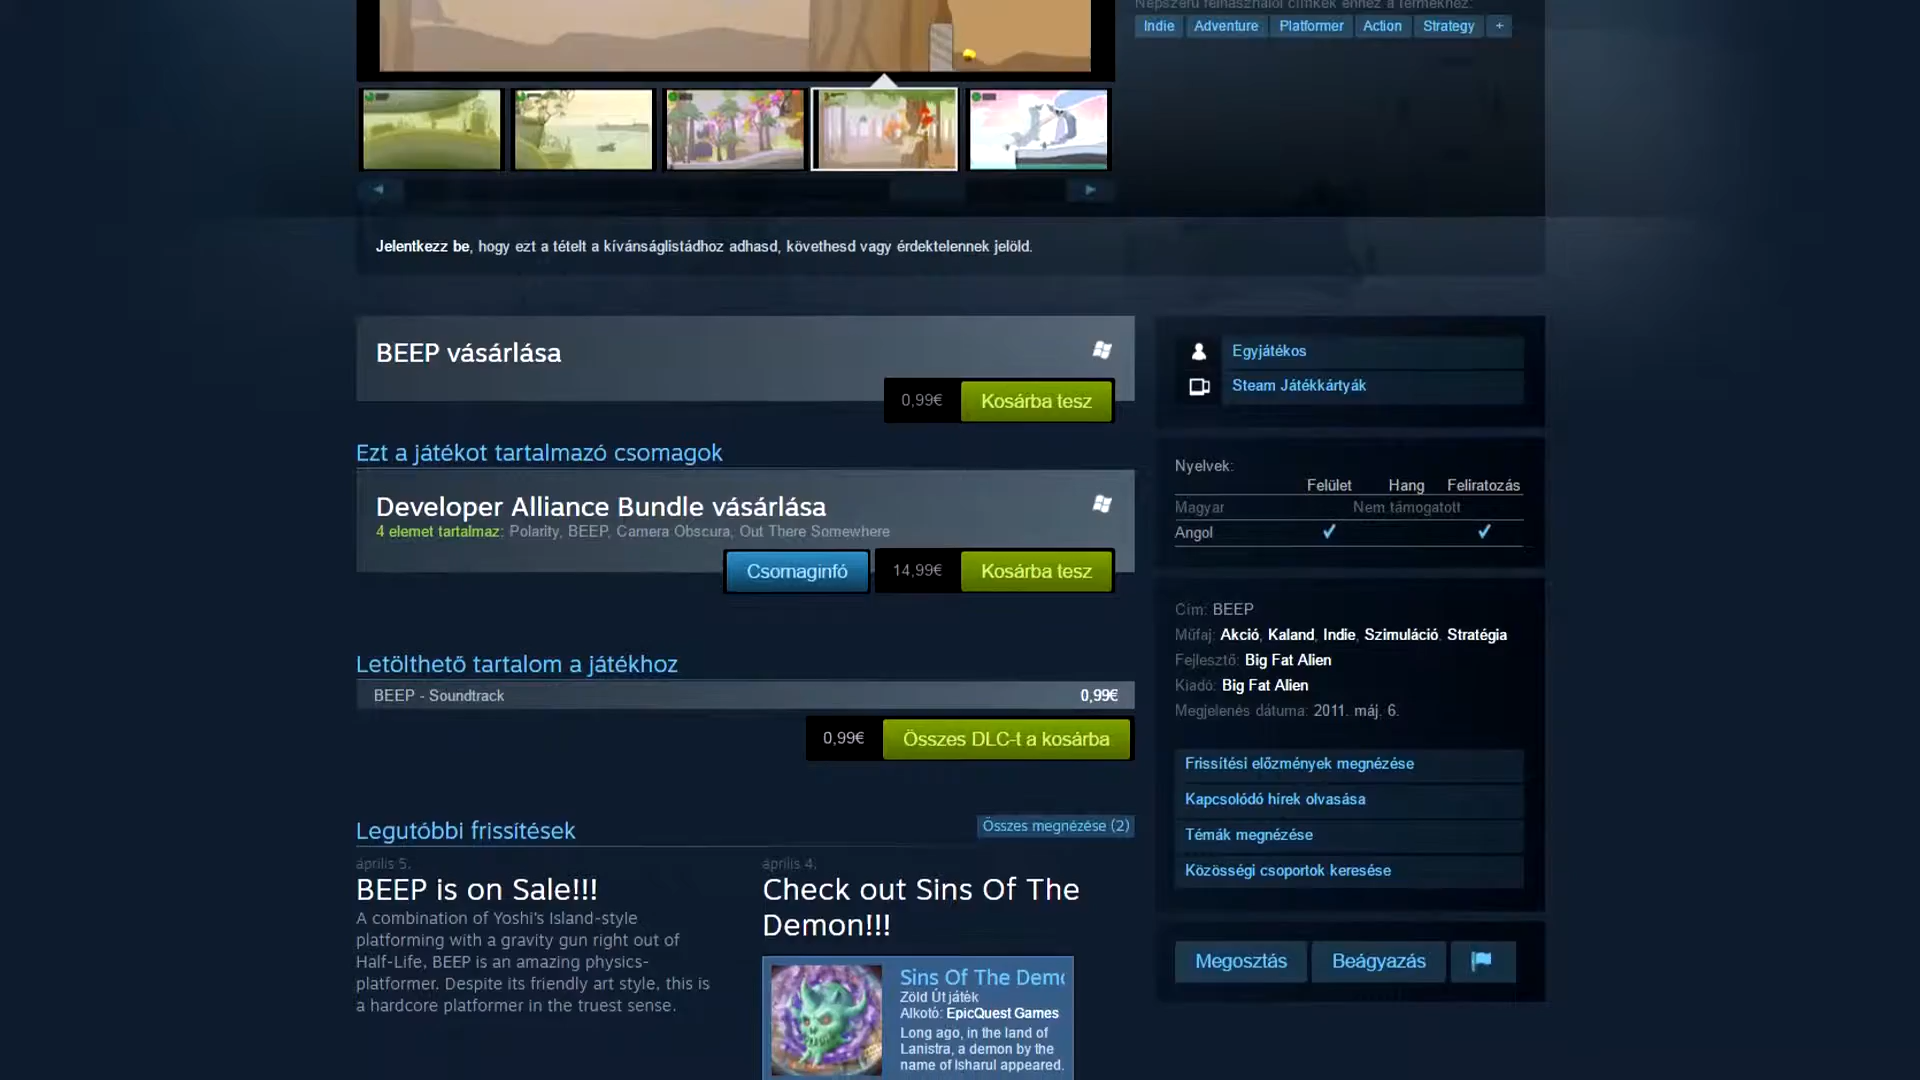 Népszerű felhasználói címkék ehhez a termékhez:
Indie Adventure Platformer Action Strategy +
Jelentkezz be, hogy ezt a tételt a kívánságlistádhoz adhasd, követhesd vagy érdektelennek jelöld.
BEEP vásárlása
0,99€ Kosárba tesz
Ezt a játékot tartalmazó csomagok
Developer Alliance Bundle vásárlása
4 elemet tartalmaz: Polarity, BEEP, Camera Obscura, Out There Somewhere
Csomaginfó 14,99€ Kosárba tesz
Letölthető tartalom a játékhoz
BEEP - Soundtrack 0,99€
0,99€ Összes DLC-t a kosárba
Legutóbbi frissítések Összes megnézése (2)
április 5.
BEEP is on Sale!!!
A combination of Yoshi's Island-style
platforming with a gravity gun right out of
Half-Life, BEEP is an amazing physics-
platformer. Despite its friendly art style, this is
a hardcore platformer in the truest sense.
április 4.
Check out Sins Of The
Demon!!!
Sins Of The Demo
Zöld Út játék
Alkotó: EpicQuest Games
Long ago, in the land of
Lanistra, a demon by the
name of Isharul appeared.
Egyjátékos
Steam Játékkártyák
Nyelvek:
Felület Hang Feliratozás
Magyar Nem támogatott
Angol
Cím: BEEP
Műfaj: Akció, Kaland, Indie, Szimuláció, Stratégia
Fejlesztő: Big Fat Alien
Kiadó: Big Fat Alien
Megjelenés dátuma: 2011. máj. 6.
Frissítési előzmények megnézése
Kapcsolódó hírek olvasása
Témák megnézése
Közösségi csoportok keresése
Megosztás Beágyazás